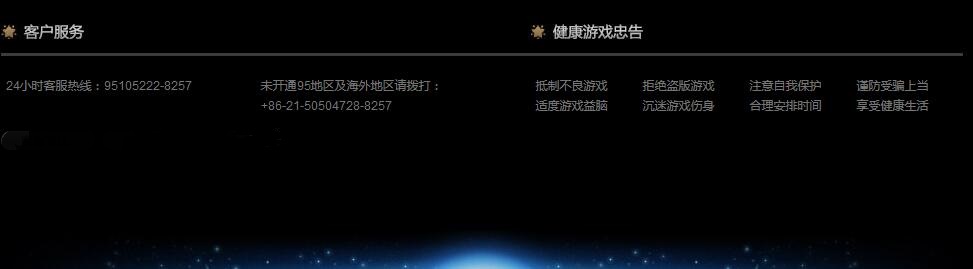 客户服务
24小时客服热线：95105222-8257
未开通95地区及海外地区请拨打：
+86-21-50504728-8257
健康游戏忠告
抵制不良游戏 拒绝盗版游戏 注意自我保护 谨防受骗上当
适度游戏益脑 沉迷游戏伤身 合理安排时间 享受健康生活